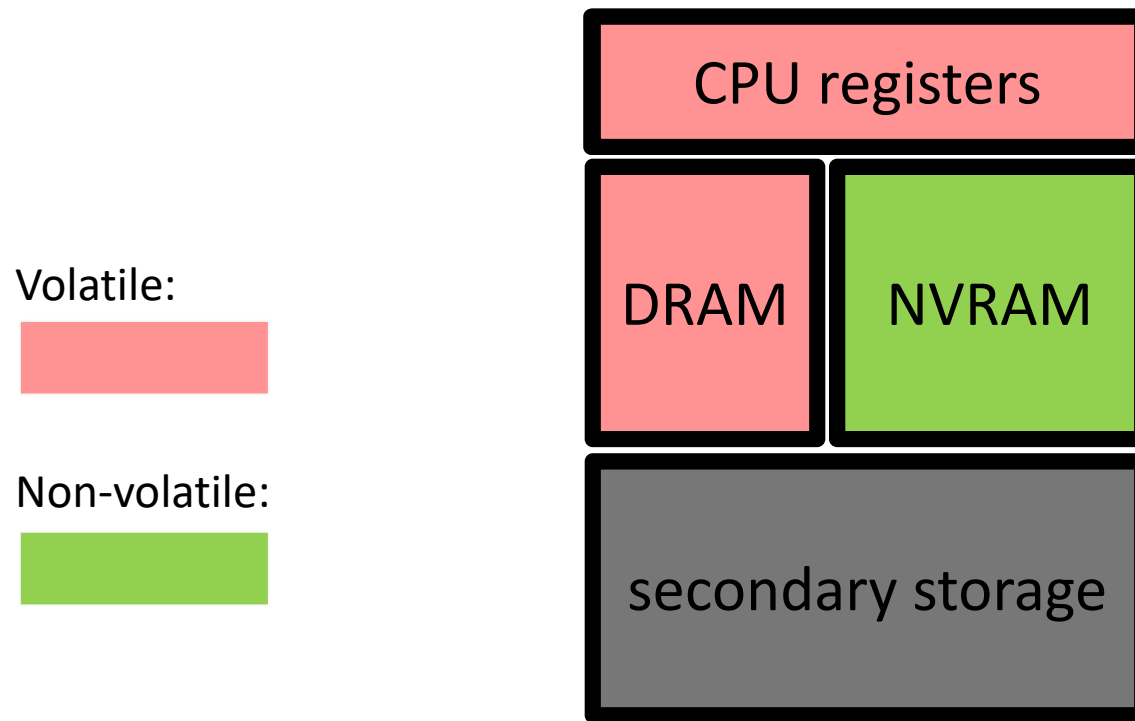 CPU registers
DRAM
NVRAM
Volatile:
Non-volatile:
secondary storage